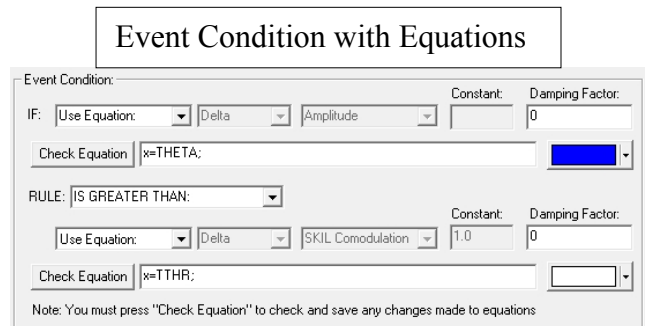 Event Condition with Equations
Event Condition:
Constant: Damping Factor:
IF: Use Equation: Delta Amplitude 0
Check Equation x=THETA;
RULE: IS GREATER THAN:
Constant: Damping Factor:
Use Equation: Delta SKIL Comodulation 1.0 0
Check Equation x=TTHR;
Note: You must press "Check Equation" to check and save any changes made to equations